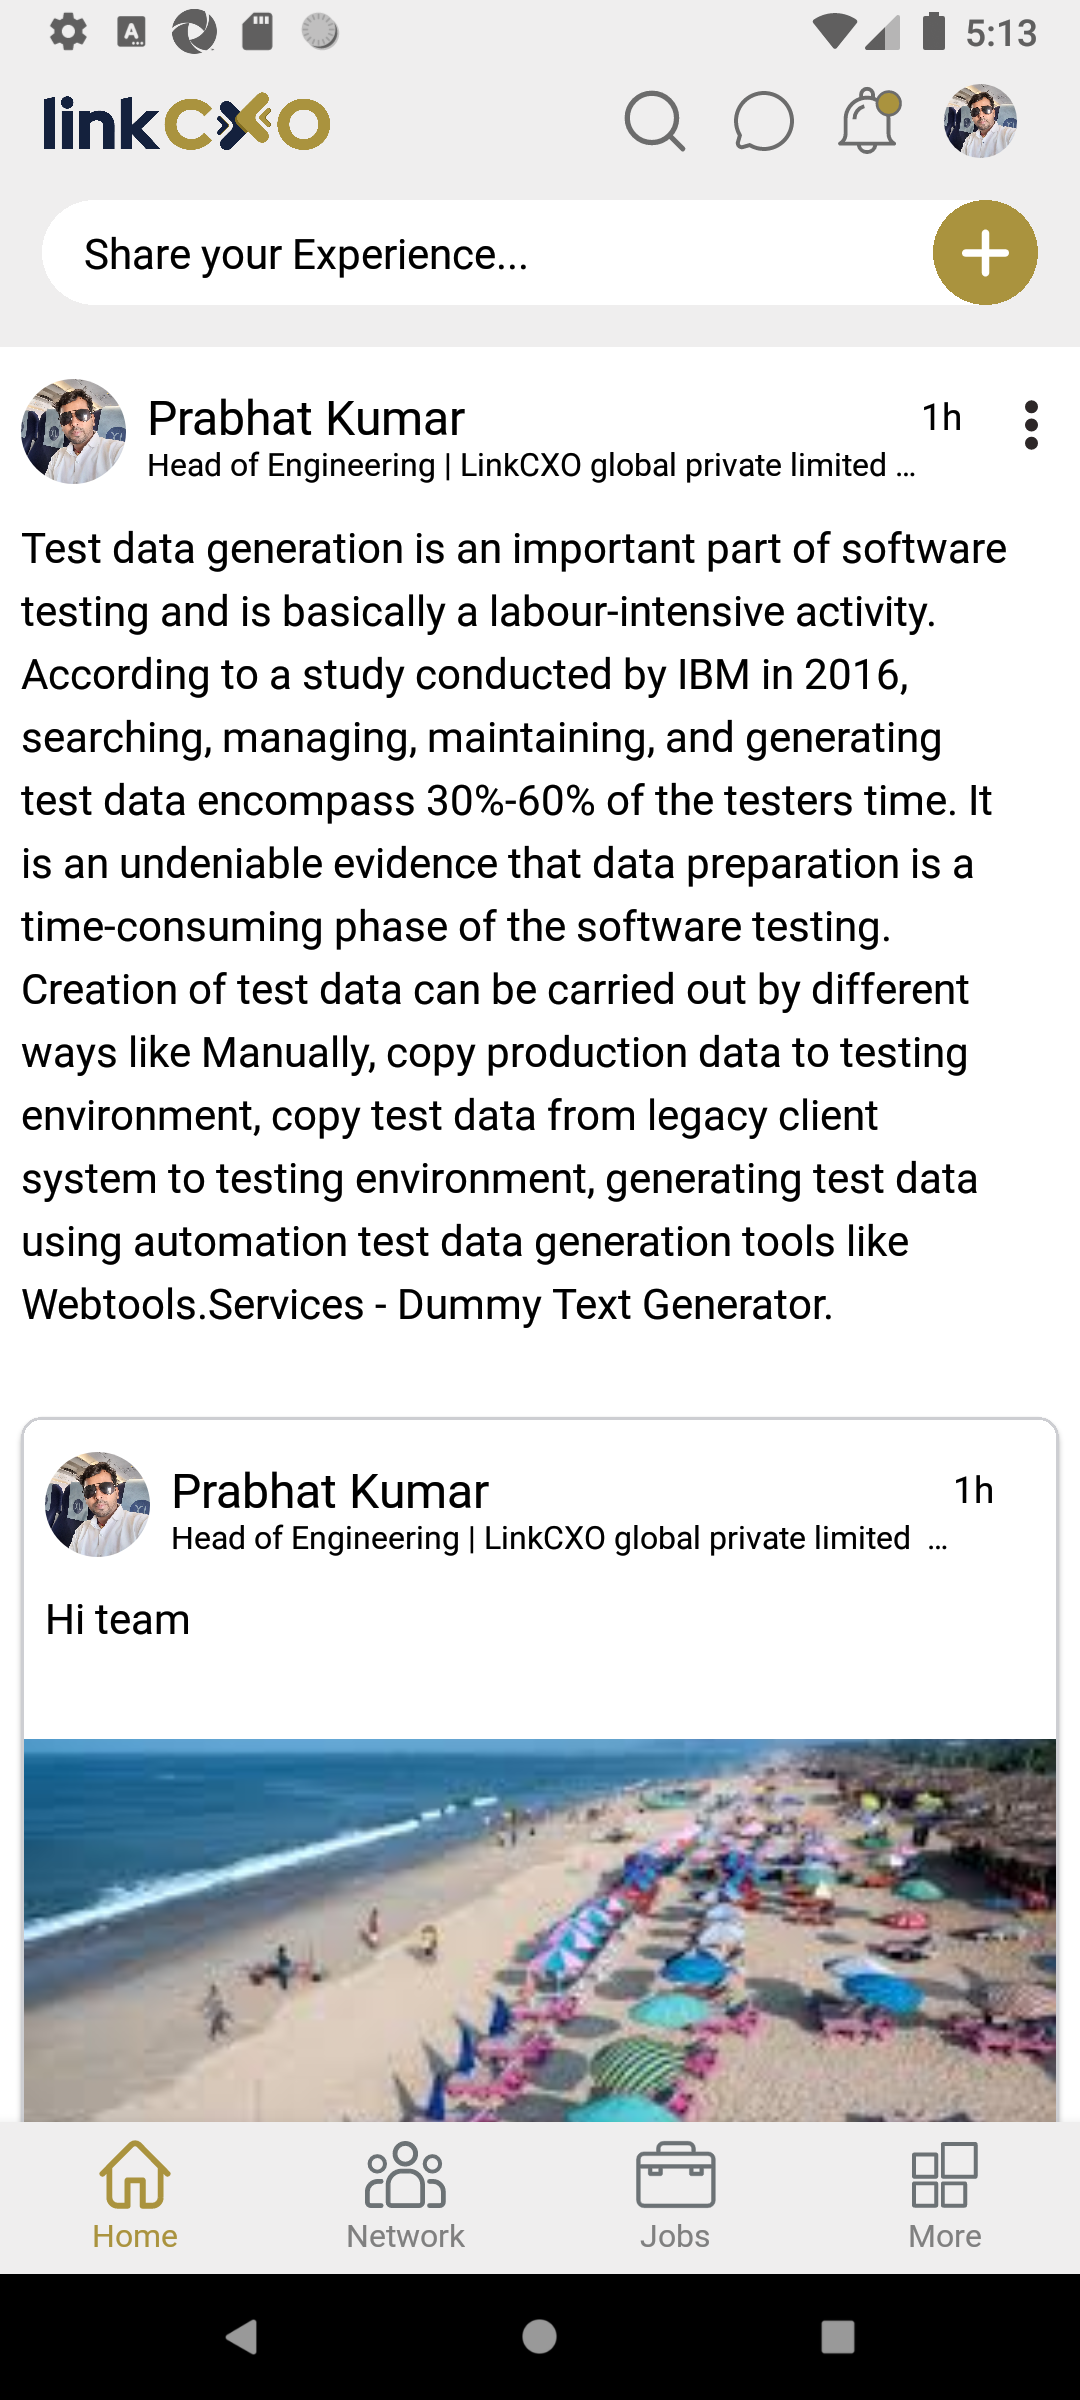 5:13
linkCXO
Share your Experience...
Prabhat Kumar
1h
Head of Engineering | LinkCXO global private limited ...
Test data generation is an important part of software
testing and is basically a labour-intensive activity.
According to a study conducted by IBM in 2016,
searching, managing, maintaining, and generating
test data encompass 30%-60% of the testers time. It
is an undeniable evidence that data preparation is a
time-consuming phase of the software testing.
Creation of test data can be carried out by different
ways like Manually, copy production data to testing
environment, copy test data from legacy client
system to testing environment, generating test data
using automation test data generation tools like
Webtools.Services - Dummy Text Generator.
Prabhat Kumar
1h
Head of Engineering | LinkCXO global private limited ...
Hi team
Home
Network
Jobs
More